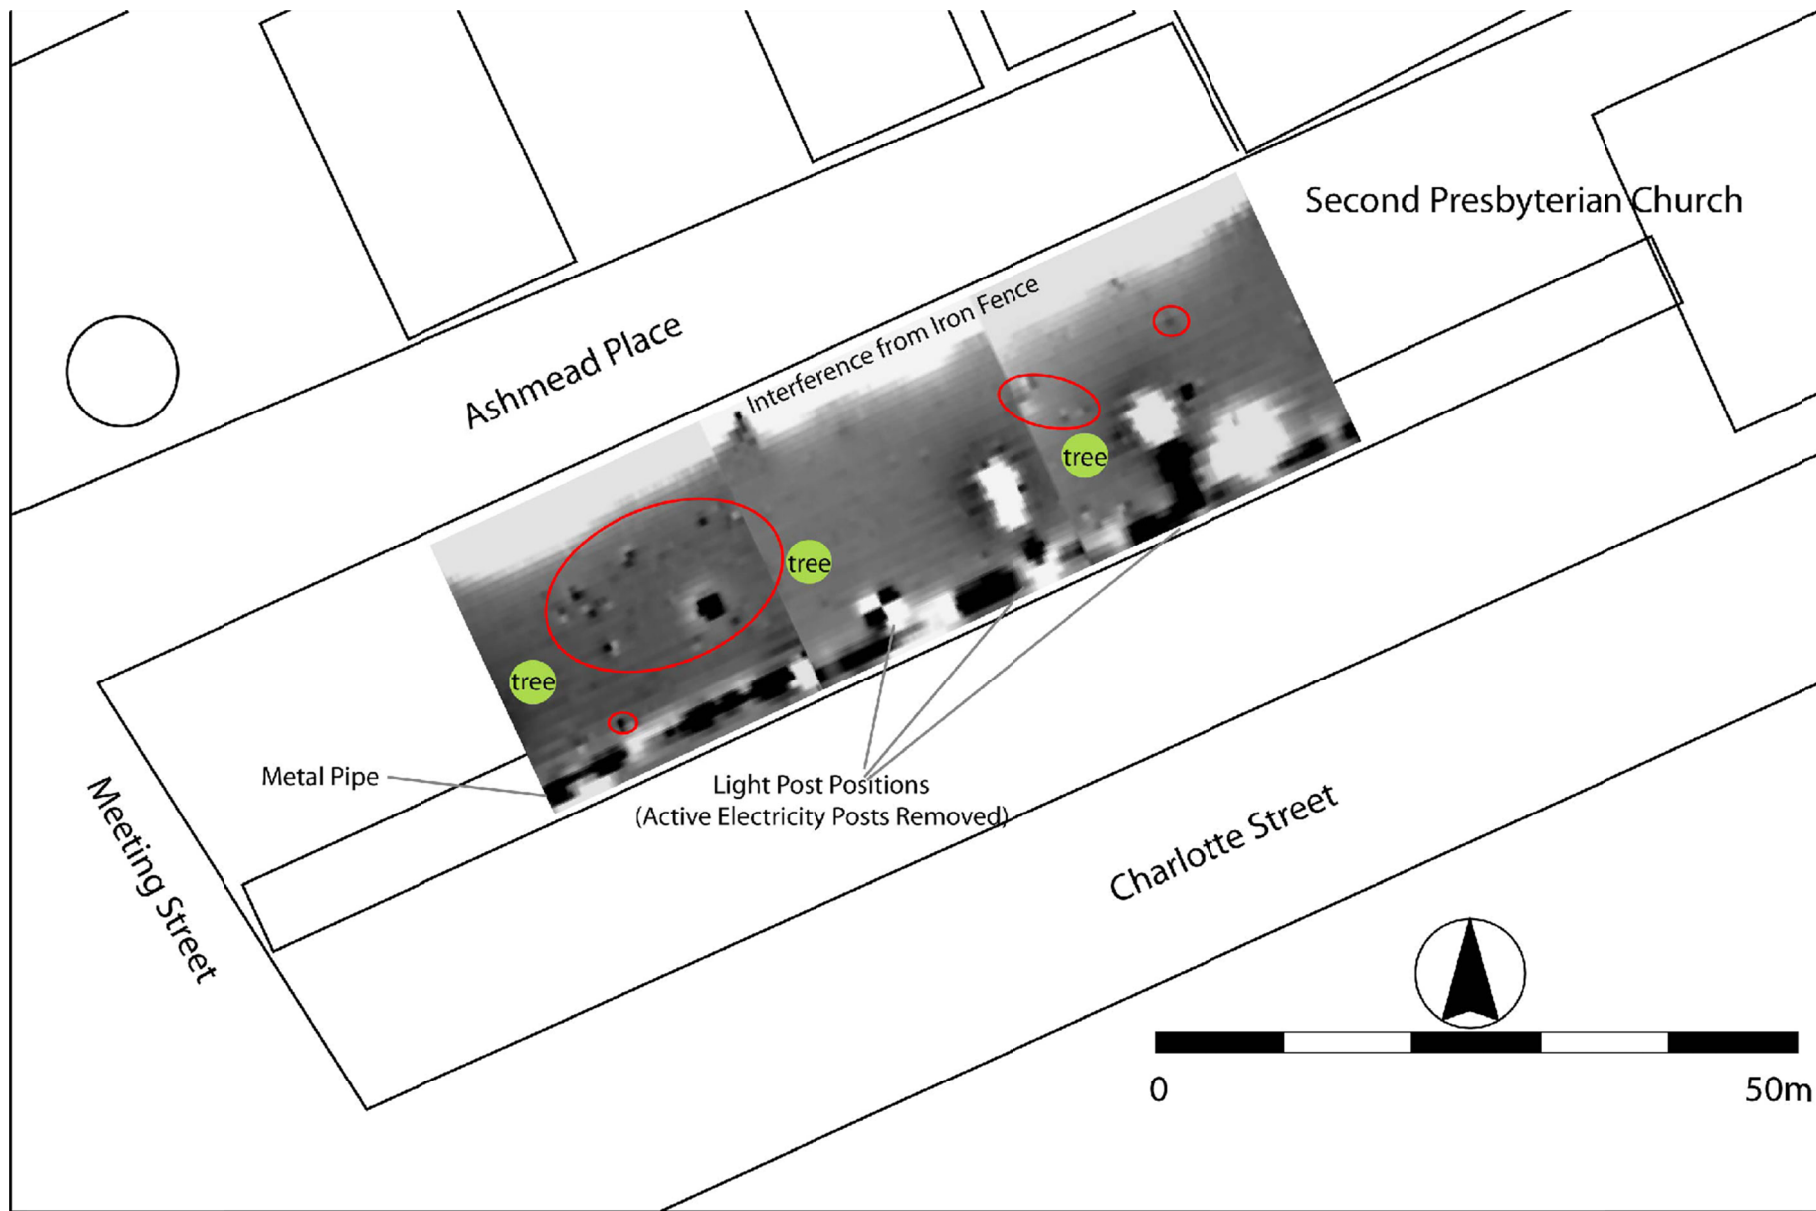 Second Presbyterian Church
Interference from Iron Fence
Ashmead Place
tree
tree
tree
Metal Pipe
Light Post Positions
(Active Electricity Posts Removed)
Meeting Street
Charlotte Street
0
50m